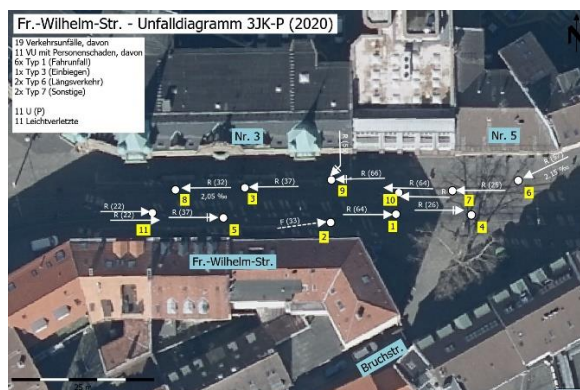 Fr.-Wilhelm-Str. - Unfalldiagramm 3JK-P (2020)
19 Verkehrsunfälle, davon
11 VU mit Personenschaden, davon
6x Typ 1 (Fahrunfall)
1x Typ 3 (Einbiegen)
2x Typ 6 (Längsverkehr)
2x Typ 7 (Sonstige)
11 U (P)
11 Leichtverletzte
N
Nr. 3
Nr. 5
R (32)
R (37)
R (66)
R (64)
R (25)
2,15 ‰
8
2,05 ‰
3
9
10
7
6
R (22)
R (22)
R (37)
F (33)
R (64)
R (26)
11
5
2
1
4
Fr.-Wilhelm-Str.
Bruchstr.
25 m